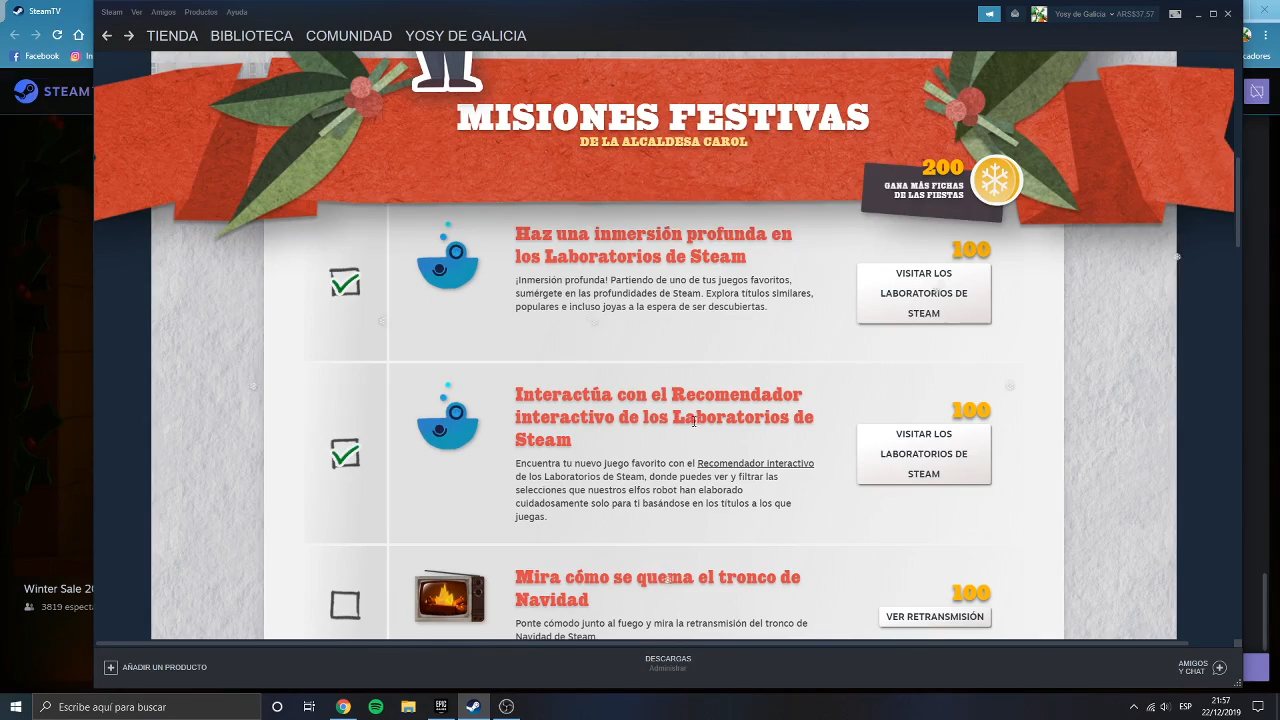 Steam Ver Amigos Productos Ayuda
Yosy de Galicia ARS$37.57
TIENDA BIBLIOTECA COMUNIDAD YOSY DE GALICIA
Facebook
In
cadores
STEAM
MISIONES FESTIVAS
DE LA ALCALDESA CAROL
200
GANA MÁS FICHAS
DE LAS FIESTAS
Haz una inmersión profunda en
los Laboratorios de Steam
¡Inmersión profunda! Partiendo de uno de tus juegos favoritos,
sumérgete en las profundidades de Steam. Explora títulos similares,
populares e incluso joyas a la espera de ser descubiertas.
100
VISITAR LOS
LABORATORIOS DE
STEAM
Interactúa con el Recomendador
interactivo de los Laboratorios de
Steam
Encuentra tu nuevo juego favorito con el Recomendador interactivo
de los Laboratorios de Steam, donde puedes ver y filtrar las
selecciones que nuestros elfos robot han elaborado
cuidadosamente solo para ti basándose en los títulos a los que
juegas.
100
VISITAR LOS
LABORATORIOS DE
STEAM
Mira cómo se quema el tronco de
Navidad
Ponte cómodo junto al fuego y mira la retransmisión del tronco de
Navidad de Steam.
100
VER RETRANSMISIÓN
Winter Sale 20
3819 espect
AÑADIR UN PRODUCTO
DESCARGAS
Administrar
AMIGOS
Y CHAT
Escribe aquí para buscar
EPIC
ESP
21:57
22/12/2019